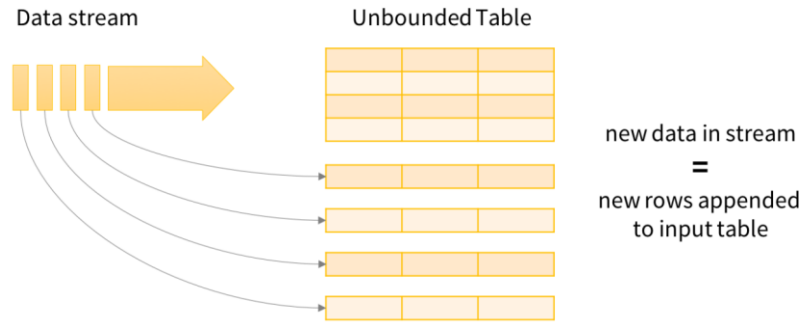 Data stream
Unbounded Table
new data in stream
=
new rows appended
to input table